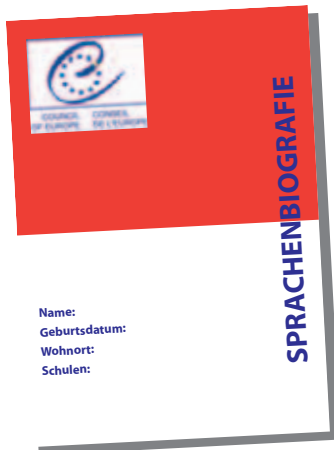 COUNCIL CONSEIL
OF EUROPE DE L'EUROPE
SPRACHENBIOGRAFIE
Name:
Geburtsdatum:
Wohnort:
Schulen: